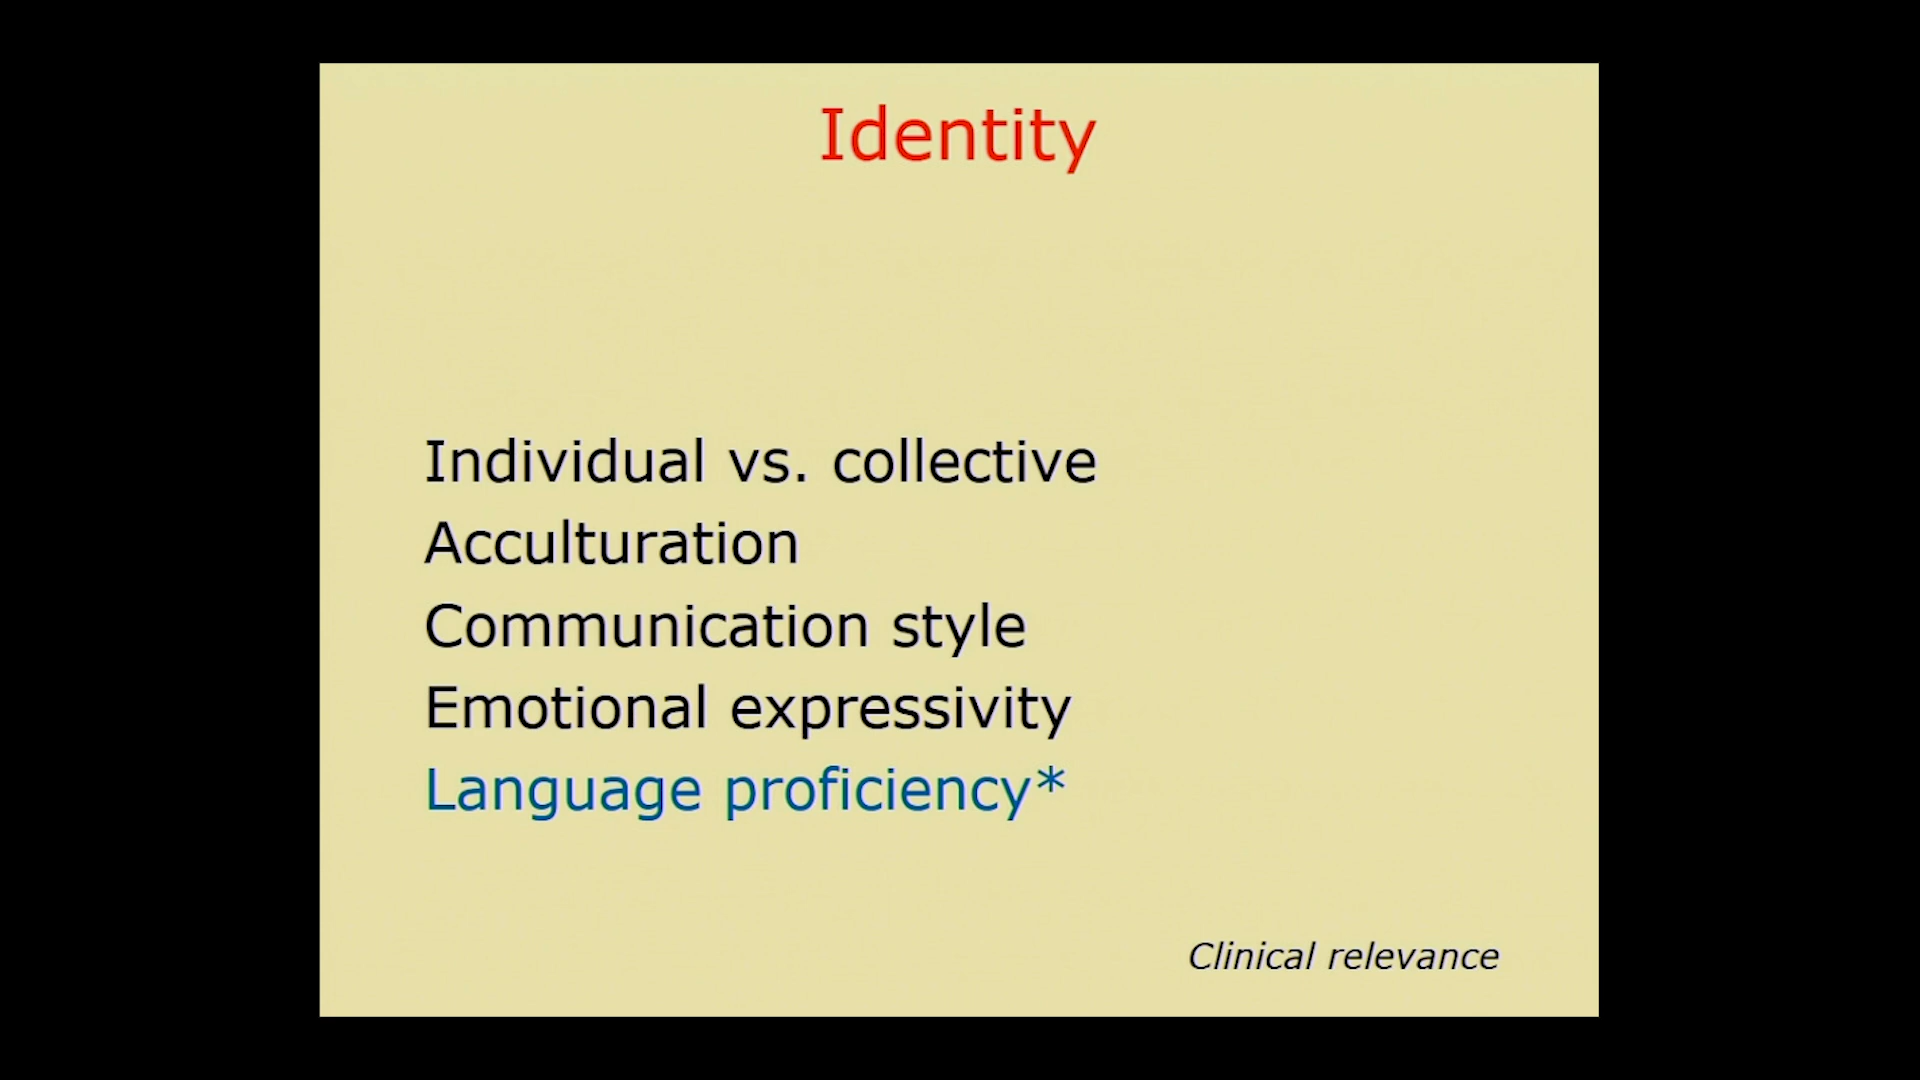 Identity
Individual vs. collective
Acculturation
Communication style
Emotional expressivity
Language proficiency*
Clinical relevance